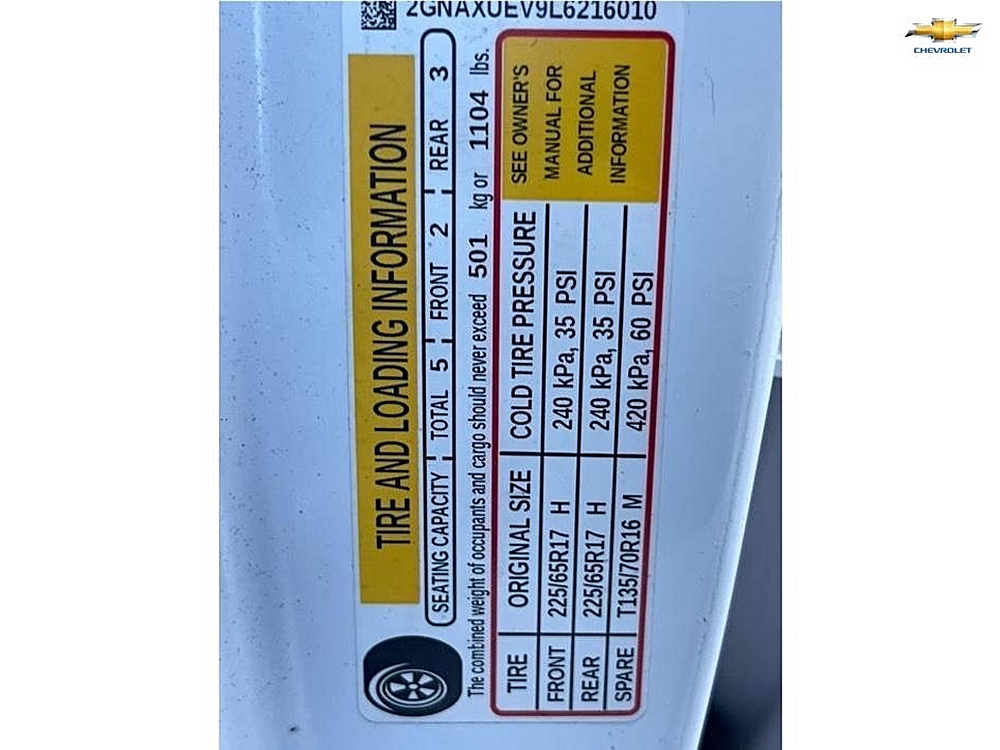 2GNAXUEV9L6216010
TIRE AND LOADING INFORMATION
SEATING CAPACITY TOTAL 5 FRONT 2 REAR 3
The combined weight of occupants and cargo should never exceed 501 kg or 1104 lbs.
TIRE ORIGINAL SIZE COLD TIRE PRESSURE
FRONT 225/65R17 H 240 kPa, 35 PSI
REAR 225/65R17 H 240 kPa, 35 PSI
SPARE T135/70R16 M 420 kPa, 60 PSI
SEE OWNER'S
MANUAL FOR
ADDITIONAL
INFORMATION
CHEVROLET